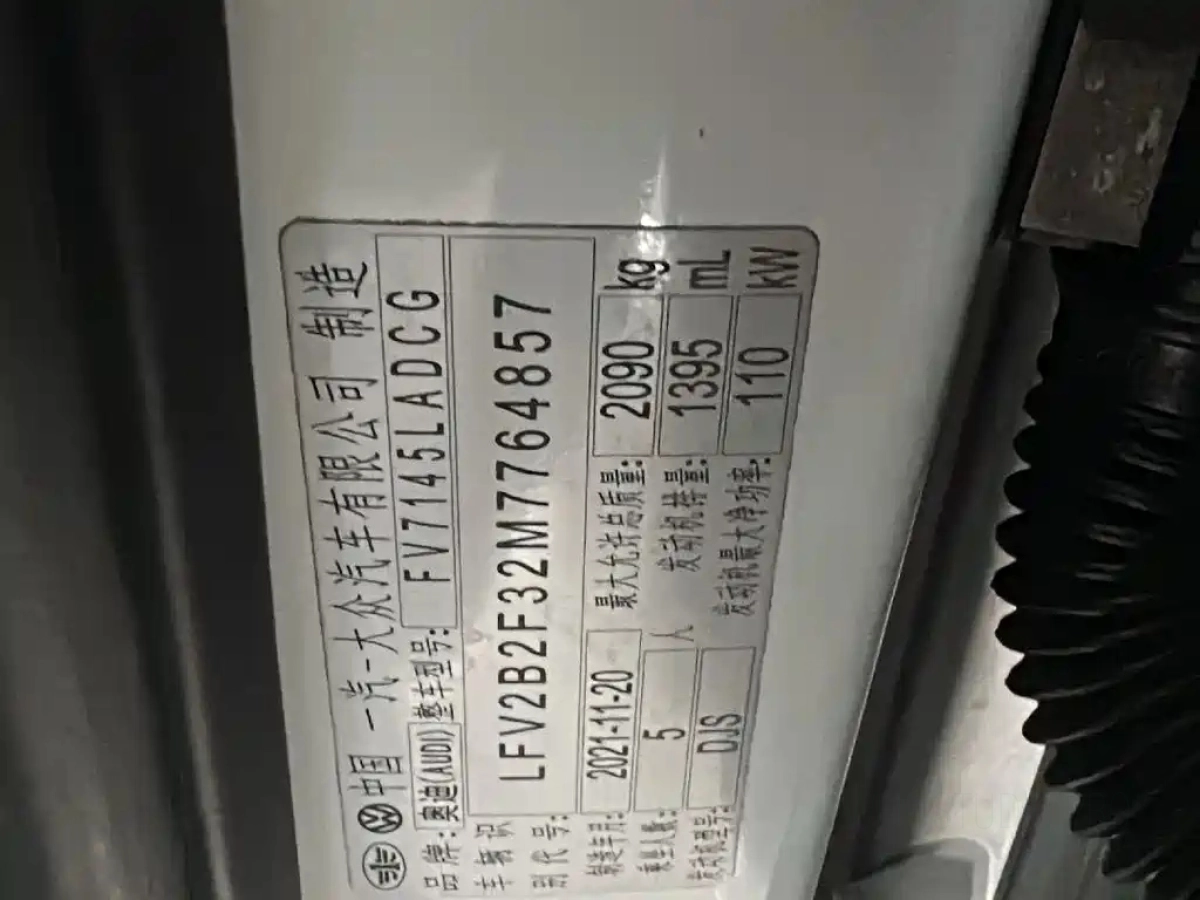 中国 一汽-大众汽车有限公司 制造
品牌: 奥迪(AUDI) 整车型号: FV7145LADCG
车辆识别代号: LFV2B2F32M7764857
制造年月: 2021-11-20 最大允许总质量: 2090 kg
乘坐人数: 5 人 发动机排量: 1395 mL
发动机型号: DJS 发动机最大净功率: 110 kW